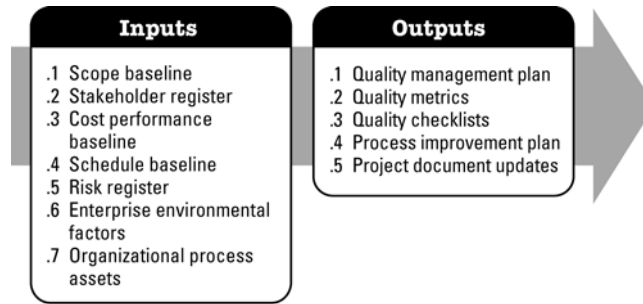 Inputs
.1 Scope baseline
.2 Stakeholder register
.3 Cost performance
baseline
.4 Schedule baseline
.5 Risk register
.6 Enterprise environmental
factors
.7 Organizational process
assets
Outputs
.1 Quality management plan
.2 Quality metrics
.3 Quality checklists
.4 Process improvement plan
.5 Project document updates